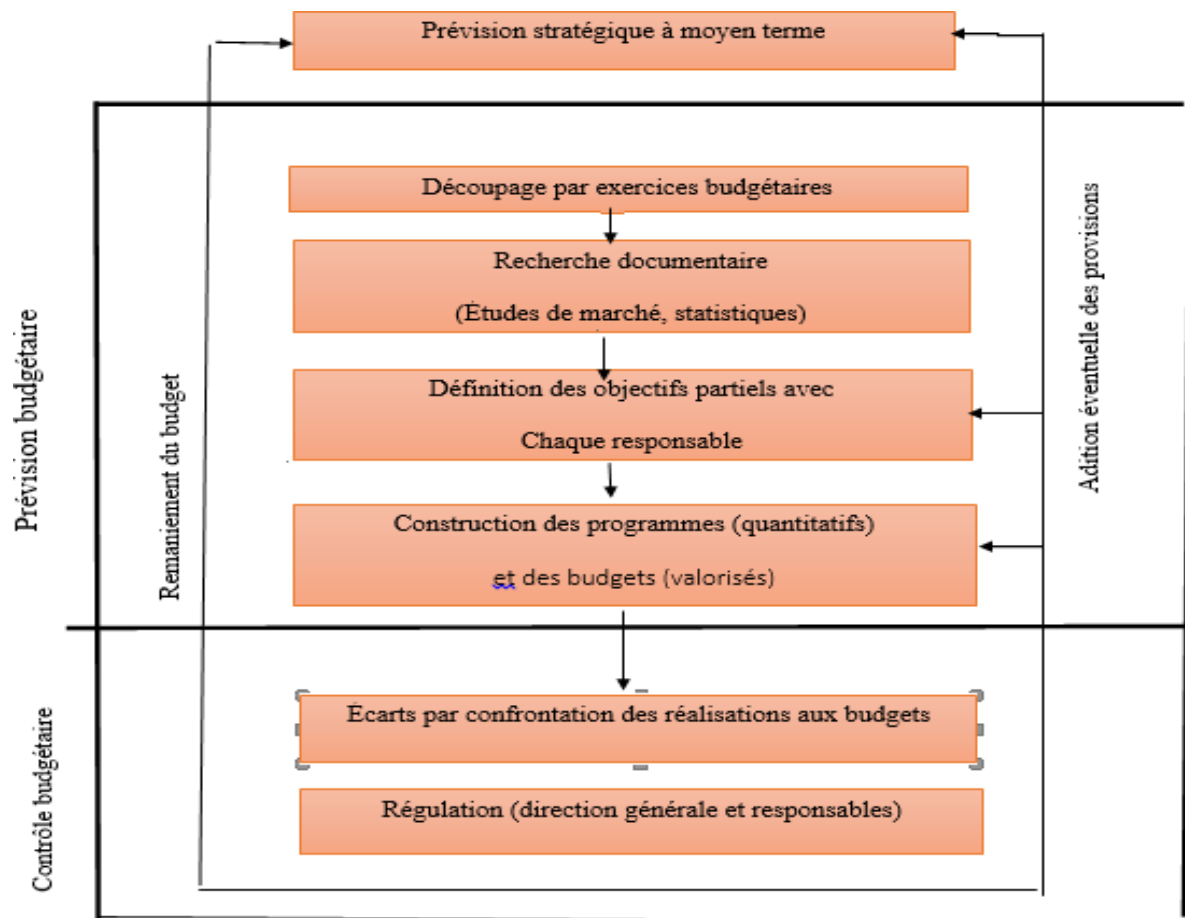 Prévision stratégique à moyen terme
Découpage par exercices budgétaires
Recherche documentaire
(Études de marché, statistiques)
Définition des objectifs partiels avec
Chaque responsable
Construction des programmes (quantitatifs)
et des budgets (valorisés)
Écarts par confrontation des réalisations aux budgets
Régulation (direction générale et responsables)
Prévision budgétaire
Contrôle budgétaire
Remaniement du budget
Adition éventuelle des provisions